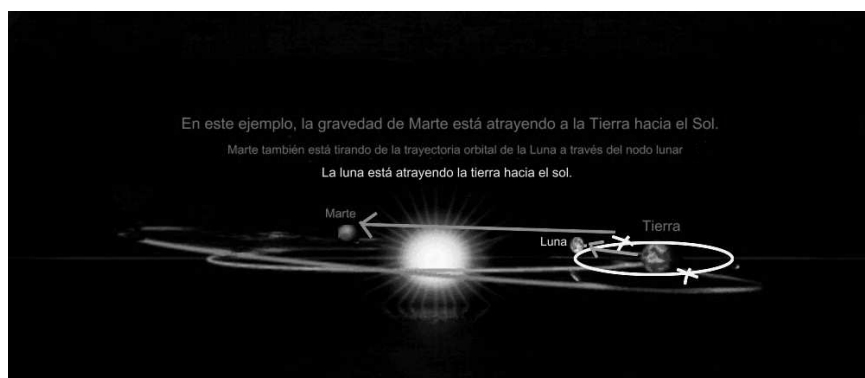 En este ejemplo, la gravedad de Marte está atrayendo a la Tierra hacia el Sol.
Marte también está tirando de la trayectoria orbital de la Luna a través del nodo lunar
La luna está atrayendo la tierra hacia el sol.
Marte
Tierra
Luna